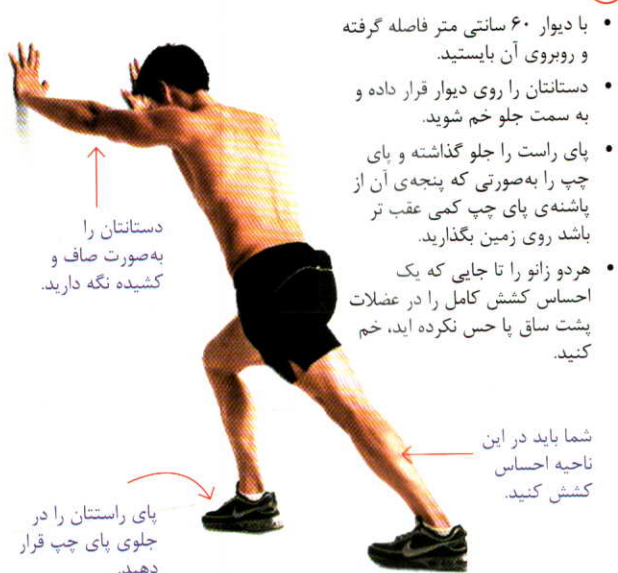 • با دیوار ۶۰ سانتی متر فاصله گرفته
و روبروی آن بایستید.
• دستانتان را روی دیوار قرار داده و
به سمت جلو خم شوید.
• پای راست را جلو گذاشته و پای
چپ را به‌صورتی که پنجه‌ی آن از
پاشنه‌ی پای چپ کمی عقب تر
باشد روی زمین بگذارید.
• هردو زانو را تا جایی که یک
احساس کشش کامل را در عضلات
پشت ساق پا حس نکرده اید، خم
کنید.
دستانتان را
به‌صورت صاف و
کشیده نگه دارید.
شما باید در این
ناحیه احساس
کشش کنید.
پای راستتان را در
جلوی پای چپ قرار
دهید.